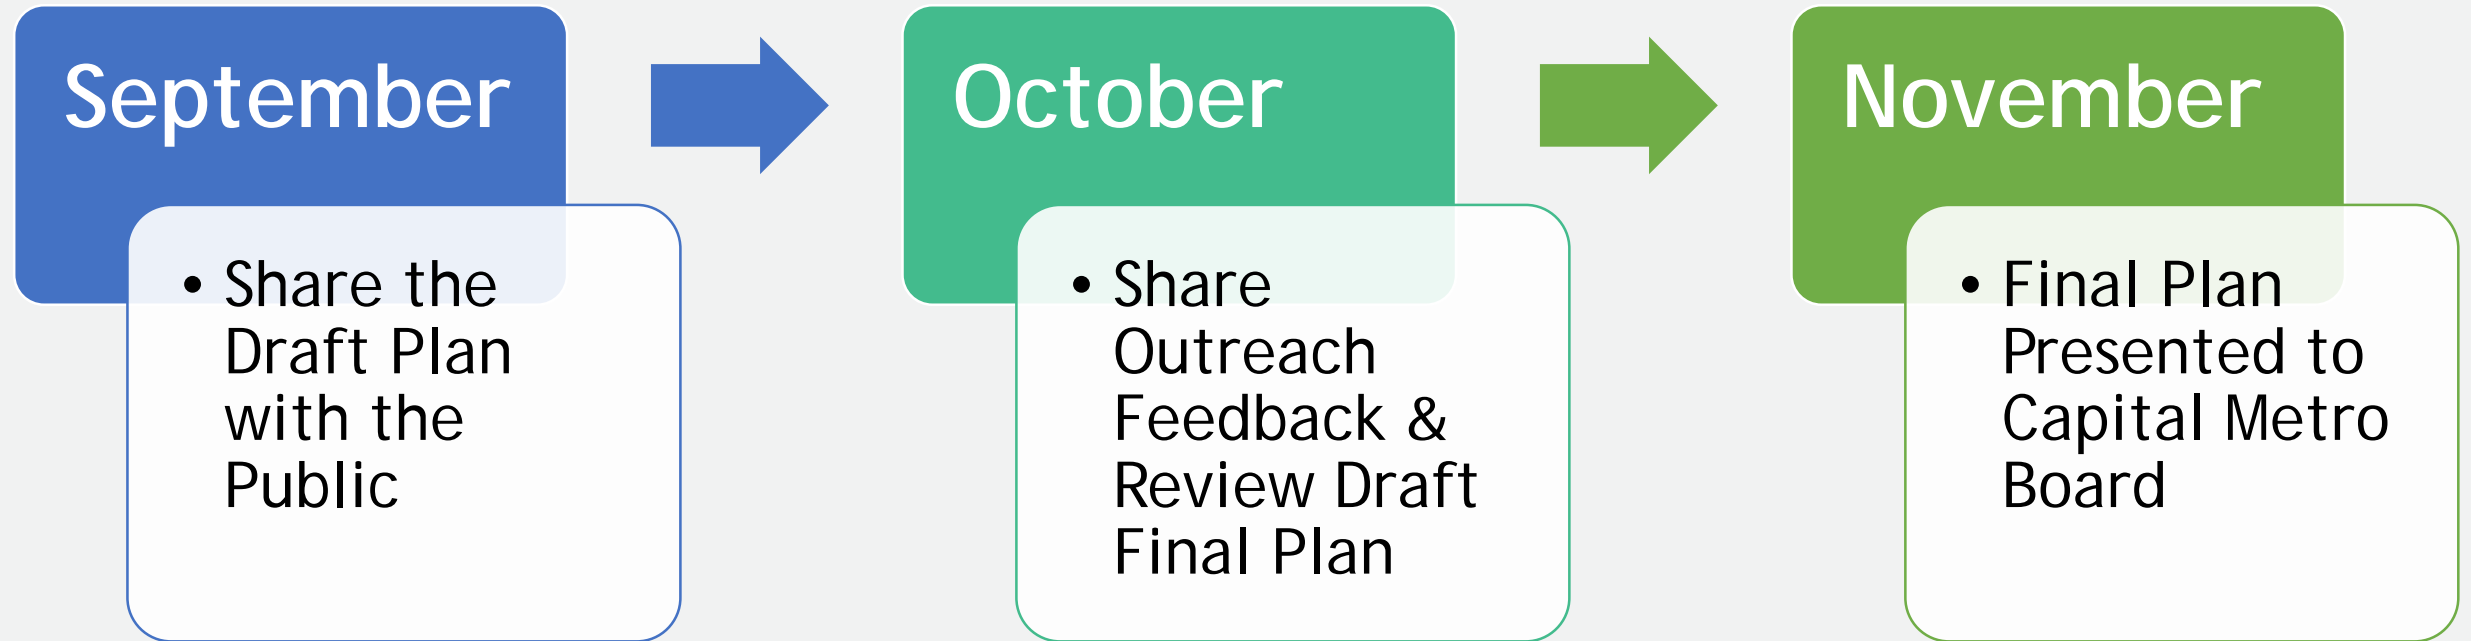 September
• Share the
Draft Plan
with the
Public
October
• Share
Outreach
Feedback &
Review Draft
Final Plan
November
• Final Plan
Presented to
Capital Metro
Board